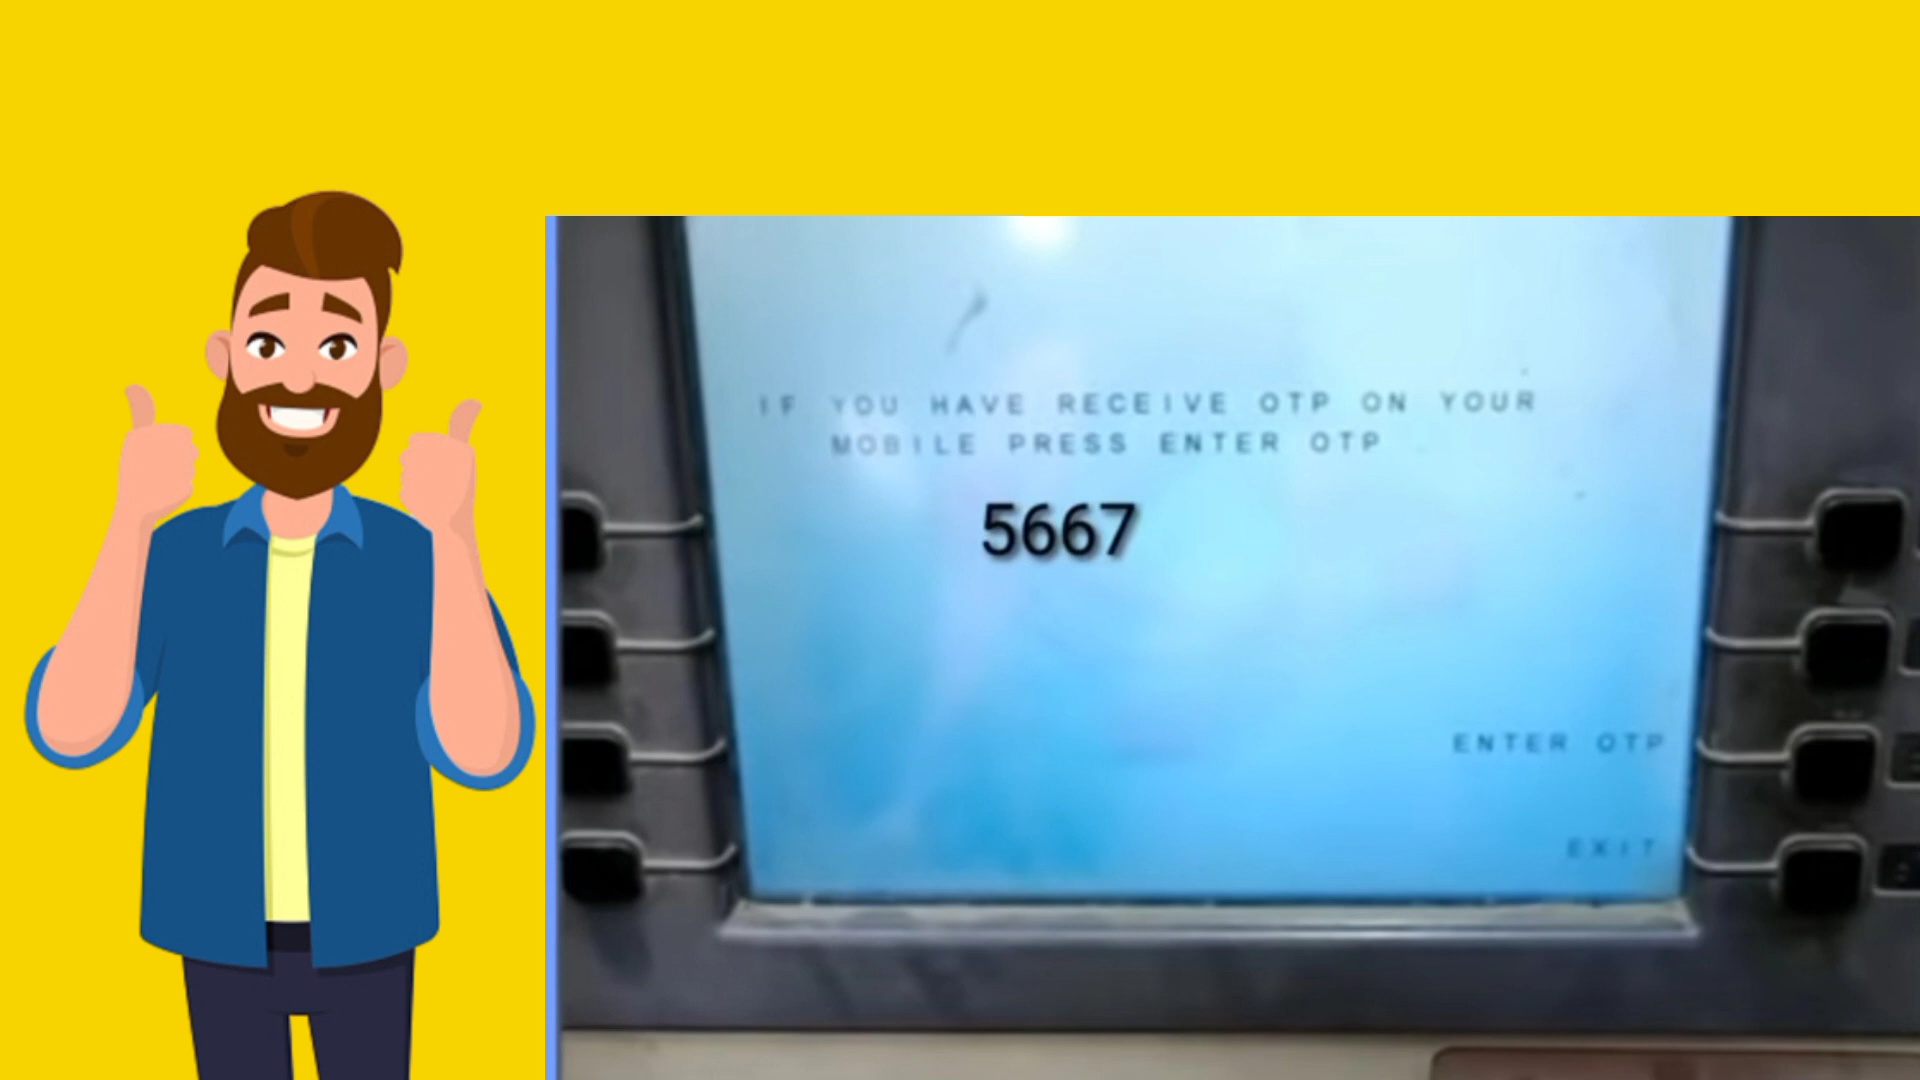 IF YOU HAVE RECEIVE OTP ON YOUR
MOBILE PRESS ENTER OTP
5667
ENTER OTP
EXIT